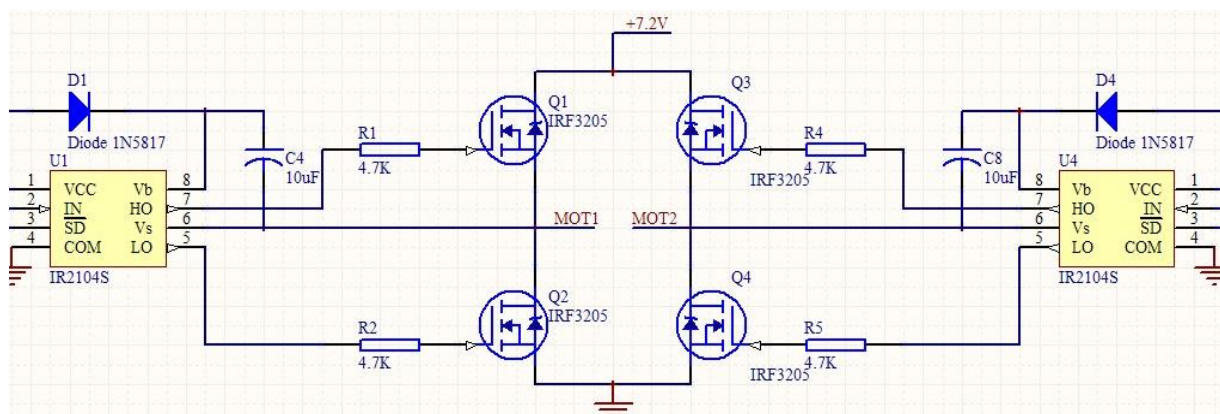 +7.2V
D1
Diode 1N5817
Q1
IRF3205
Q3
IRF3205
D4
Diode 1N5817
R1
4.7K
C4
10uF
R4
4.7K
C8
10uF
U1
1 VCC Vb 8
2 IN HO 7
3 SD Vs 6
4 COM LO 5
IR2104S
MOT1
MOT2
U4
8 Vb VCC 1
7 HO IN 2
6 Vs SD 3
5 LO COM 4
IR2104S
Q2
IRF3205
Q4
IRF3205
R2
4.7K
R5
4.7K